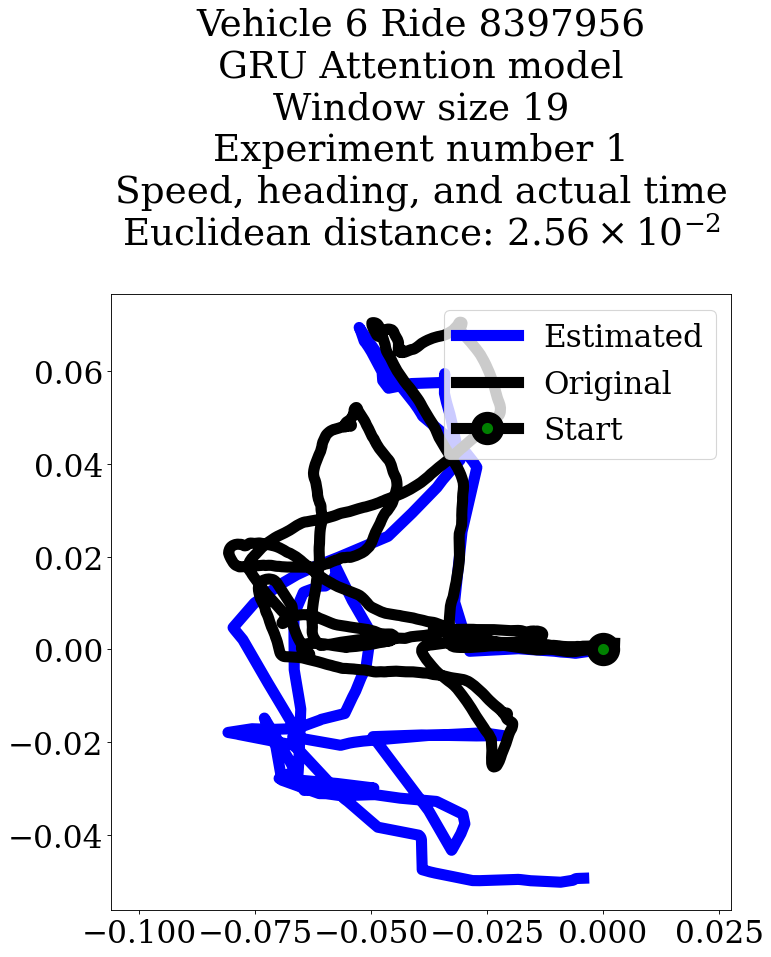 Vehicle 6 Ride 8397956
GRU Attention model
Window size 19
Experiment number 1
Speed, heading, and actual time
Euclidean distance: 2.56 × 10⁻²
Estimated
Original
Start
0.06
0.04
0.02
0.00
−0.02
−0.04
−0.100 −0.075 −0.050 −0.025 0.000 0.025